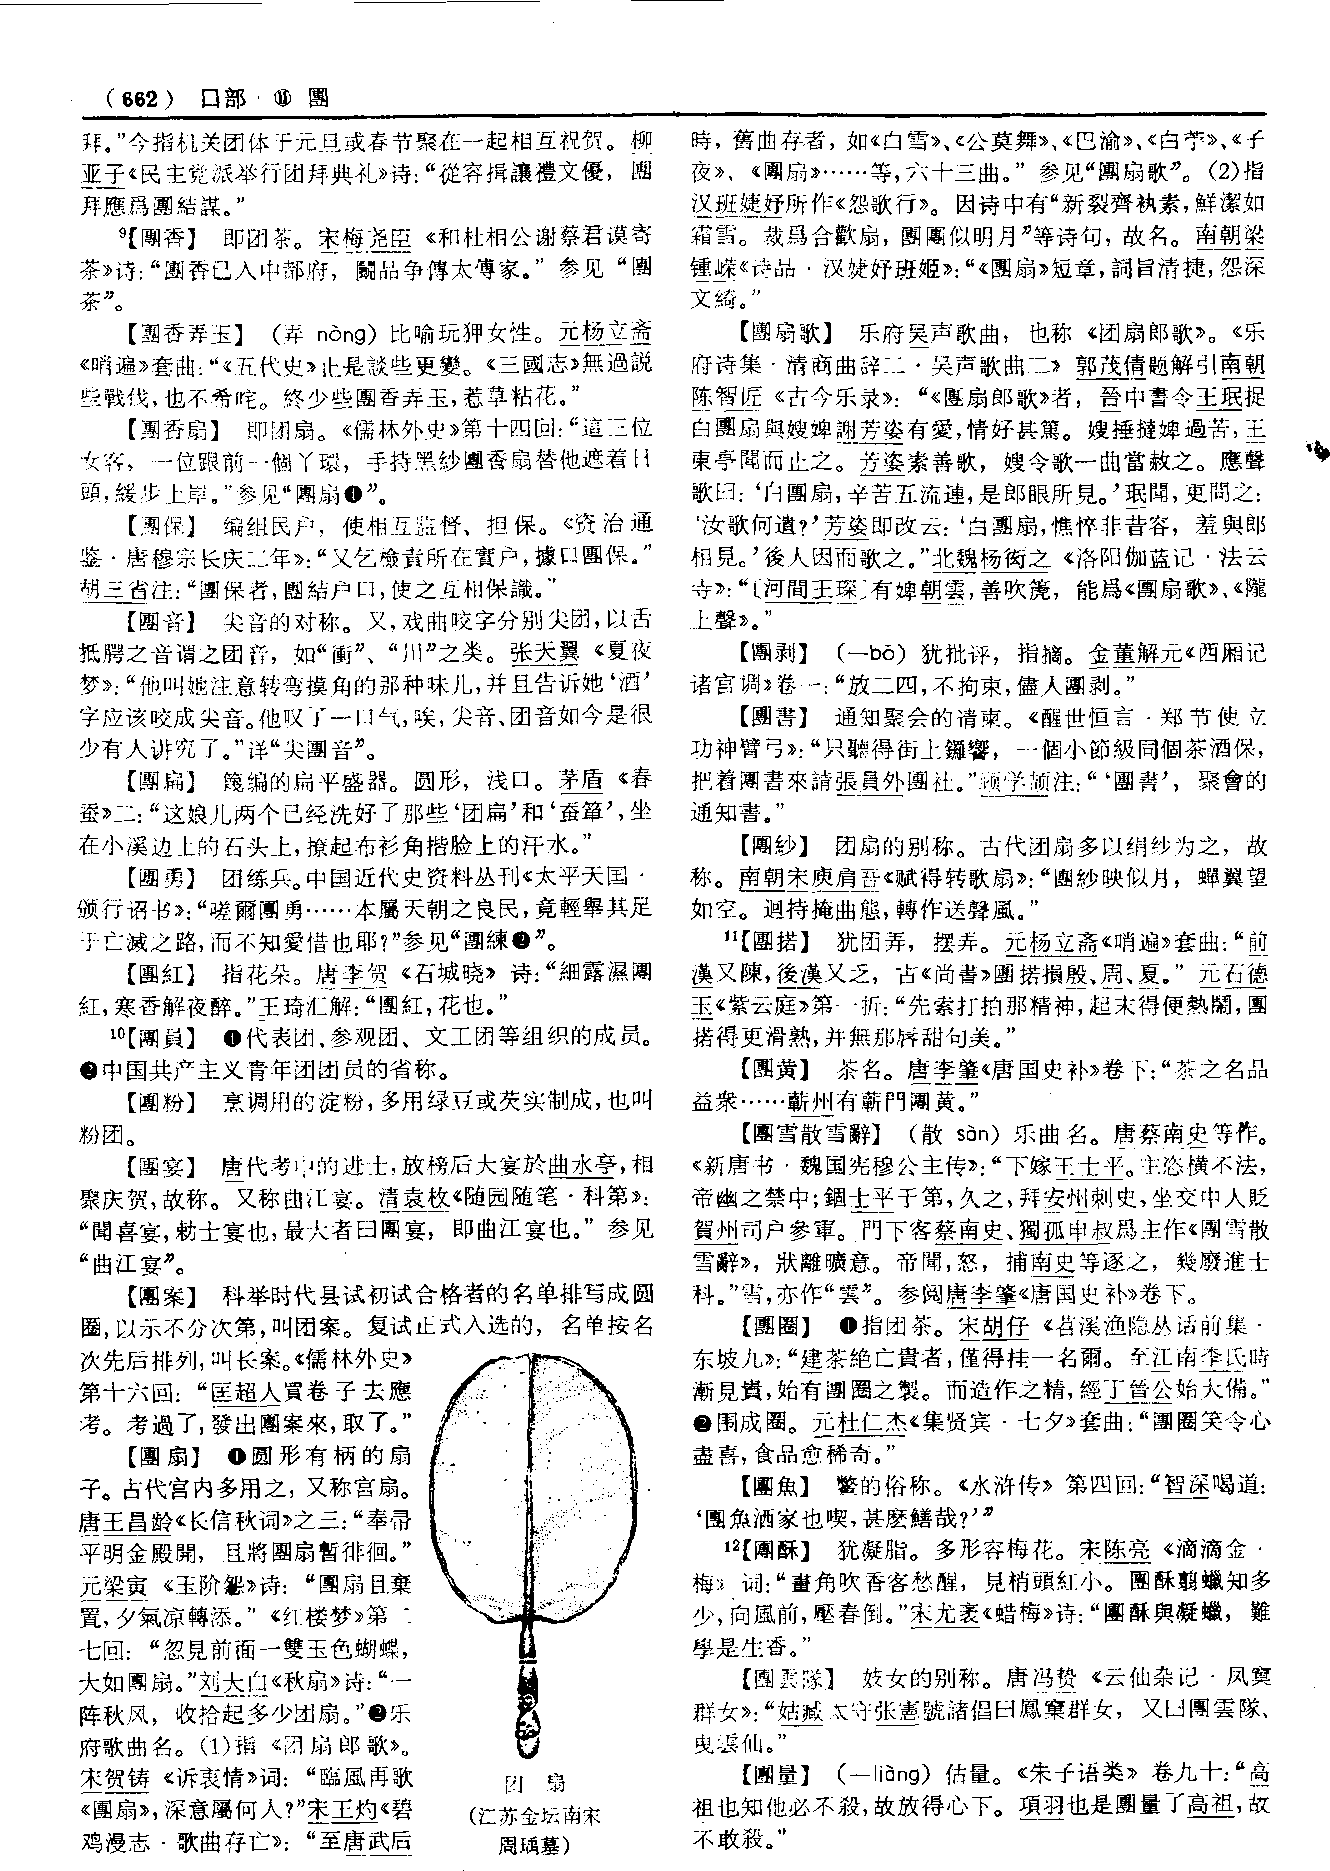 (662) 口部·⑪ 團
拜。”今指机关团体于元旦或春节聚在一起相互祝贺。柳
亚子《民主党派举行团拜典礼》诗:“從容揖讓禮文優，團
拜應爲團結謀。”
⁹【團香】 即团茶。宋梅尧臣《和杜相公谢蔡君谟寄
茶》诗:“團香已入中都府，鬭品争傳太傅家。”参见“團
茶”。
【團香弄玉】 (弄 nòng) 比喻玩狎女性。元杨立斋
《哨遍》套曲:“《五代史》止是談些更變。《三國志》無過説
些戰伐,也不希咤。終少些團香弄玉,惹草粘花。”
【團香扇】 即团扇。《儒林外史》第十四回:“這三位
女客，一位跟前一個丫環，手持黑紗團香扇替他遮着日
頭,緩步上岸。”参见“團扇❶”。
【團保】 编组民户，使相互监督、担保。《资治通
鉴·唐穆宗长庆二年》:“又乞檢責所在實户,據口團保。”
胡三省注:“團保者,團結户口,使之互相保識。”
【團音】 尖音的对称。又,戏曲咬字分别尖团,以舌
抵腭之音谓之团音，如“衝”、“川”之类。张天翼《夏夜
梦》:“他叫她注意转弯摸角的那种味儿,并且告诉她‘酒’
字应该咬成尖音。他叹了一口气,唉,尖音、团音如今是很
少有人讲究了。”详“尖團音”。
【團扁】 篾编的扁平盛器。圆形，浅口。茅盾《春
蚕》二:“这娘儿两个已经洗好了那些‘团扁’和‘蚕箪’,坐
在小溪边上的石头上,撩起布衫角揩脸上的汗水。”
【團勇】 团练兵。中国近代史资料丛刊《太平天国·
颁行诏书》:“嗟爾團勇……本屬天朝之良民,竟輕舉其足
于亡滅之路,而不知愛惜也耶?”参见“團練❷”。
【團紅】 指花朵。唐李贺《石城晓》诗:“細露濕團
紅,寒香解夜醉。”王琦汇解:“團紅,花也。”
¹⁰【團員】 ❶代表团、参观团、文工团等组织的成员。
❷中国共产主义青年团团员的省称。
【團粉】 烹调用的淀粉,多用绿豆或芡实制成,也叫
粉团。
【團宴】 唐代考中的进士,放榜后大宴於曲水亭,相
聚庆贺,故称。又称曲江宴。清袁枚《随园随笔·科第》:
“聞喜宴,勅士宴也,最大者曰團宴，即曲江宴也。”参见
“曲江宴”。
【團案】 科举时代县试初试合格者的名单排写成圆
圈,以示不分次第,叫团案。复试正式入选的，名单按名
次先后排列,叫长案。《儒林外史》
第十六回:“匡超人買卷子去應
考。考過了,發出團案來,取了。”
【團扇】 ❶圆形有柄的扇
子。古代宫内多用之，又称宫扇。
唐王昌龄《长信秋词》之三:“奉帚
平明金殿開，且將團扇暫徘徊。”
元梁寅《玉阶怨》诗:“團扇且棄
置,夕氣凉轉添。”《红楼梦》第二
七回:“忽見前面一雙玉色蝴蝶，
大如團扇。”刘大白《秋扇》诗:“一
阵秋风，收拾起多少团扇。”❷乐
府歌曲名。(1)指《团扇郎歌》。
宋贺铸《诉衷情》词:“臨風再歌
《團扇》,深意屬何人?”宋王灼《碧
鸡漫志·歌曲存亡》:“至唐武后
团 扇
(江苏金坛南宋
周瑀墓)
時，舊曲存者，如《白雪》、《公莫舞》、《巴渝》、《白苧》、《子
夜》、《團扇》……等,六十三曲。”参见“團扇歌”。(2)指
汉班婕妤所作《怨歌行》。因诗中有“新裂齊紈素,鮮潔如
霜雪。裁爲合歡扇，團團似明月”等诗句，故名。南朝梁
锺嵘《诗品·汉婕妤班姬》:“《團扇》短章,詞旨清捷,怨深
文綺。”
【團扇歌】 乐府吴声歌曲，也称《团扇郎歌》。《乐
府诗集·清商曲辞二·吴声歌曲二》郭茂倩题解引南朝
陈智匠《古今乐录》:“《團扇郎歌》者，晉中書令王珉捉
白團扇與嫂婢謝芳姿有愛,情好甚篤。嫂捶撻婢過苦,王
東亭聞而止之。芳姿素善歌，嫂令歌一曲當赦之。應聲
歌曰:‘白團扇,辛苦五流連,是郎眼所見。’珉聞,更問之:
‘汝歌何遺?’芳姿即改云:‘白團扇,憔悴非昔容，羞與郎
相見。’後人因而歌之。”北魏杨衒之《洛阳伽蓝记·法云
寺》:“〔河間王琛〕有婢朝雲,善吹篪，能爲《團扇歌》、《隴
上聲》。”
【團剥】 (—bō) 犹批评，指摘。金董解元《西厢记
诸宫调》卷一:“放二四,不拘束,儘人團剥。”
【團書】 通知聚会的请柬。《醒世恒言·郑节使立
功神臂弓》:“只聽得街上鑼響，一個小節級同個茶酒保，
把着團書來請張員外團社。”顾学颉注:“‘團書’，聚會的
通知書。”
【團紗】 团扇的别称。古代团扇多以绢纱为之，故
称。南朝宋庾肩吾《赋得转歌扇》:“團紗映似月，蟬翼望
如空。迴持掩曲態,轉作送聲風。”
¹¹【團搭】 犹团弄，摆弄。元杨立斋《哨遍》套曲:“前
漢又陳,後漢又乏，古《尚書》團搭損殷、周、夏。”元石德
玉《紫云庭》第一折:“先索打拍那精神,起末得便熱鬧,團
搭得更滑熟,并無那唇甜句美。”
【團黄】 茶名。唐李肇《唐国史补》卷下:“茶之名品
益衆……蘄州有蘄門團黄。”
【團雪散雪辭】 (散 sàn) 乐曲名。唐蔡南史等作。
《新唐书·魏国宪穆公主传》:“下嫁王士平。主恣横不法，
帝幽之禁中;錮士平于第,久之,拜安州刺史,坐交中人貶
賀州司户參軍。門下客蔡南史、獨孤申叔爲主作《團雪散
雪辭》，狀離曠意。帝聞,怒，捕南史等逐之，幾廢進士
科。”雪,亦作“雲”。参阅唐李肇《唐国史补》卷下。
【團圈】 ❶指团茶。宋胡仔《苕溪渔隐丛话前集·
东坡九》:“建茶絶亡貴者,僅得挂一名爾。至江南李氏時
漸見貴,始有團圈之製。而造作之精,經丁晉公始大備。”
❷围成圈。元杜仁杰《集贤宾·七夕》套曲:“團圈笑令心
盡喜,食品愈稀奇。”
【團魚】 鳖的俗称。《水浒传》第四回:“智深喝道:
‘團魚洒家也喫,甚麽鱔哉?’”
¹²【團酥】 犹凝脂。多形容梅花。宋陈亮《滴滴金·
梅》词:“畫角吹香客愁醒，見梢頭紅小。團酥剪蠟知多
少,向風前,壓春倒。”宋尤袤《蜡梅》诗:“團酥與凝蠟，難
學是生香。”
【團雲隊】 妓女的别称。唐冯贽《云仙杂记·凤窠
群女》:“姑臧太守张憲號諸倡曰鳳窠群女，又曰團雲隊、
曳雲仙。”
【團量】 (—liàng) 估量。《朱子语类》卷九十:“高
祖也知他必不殺,故放得心下。項羽也是團量了高祖,故
不敢殺。”